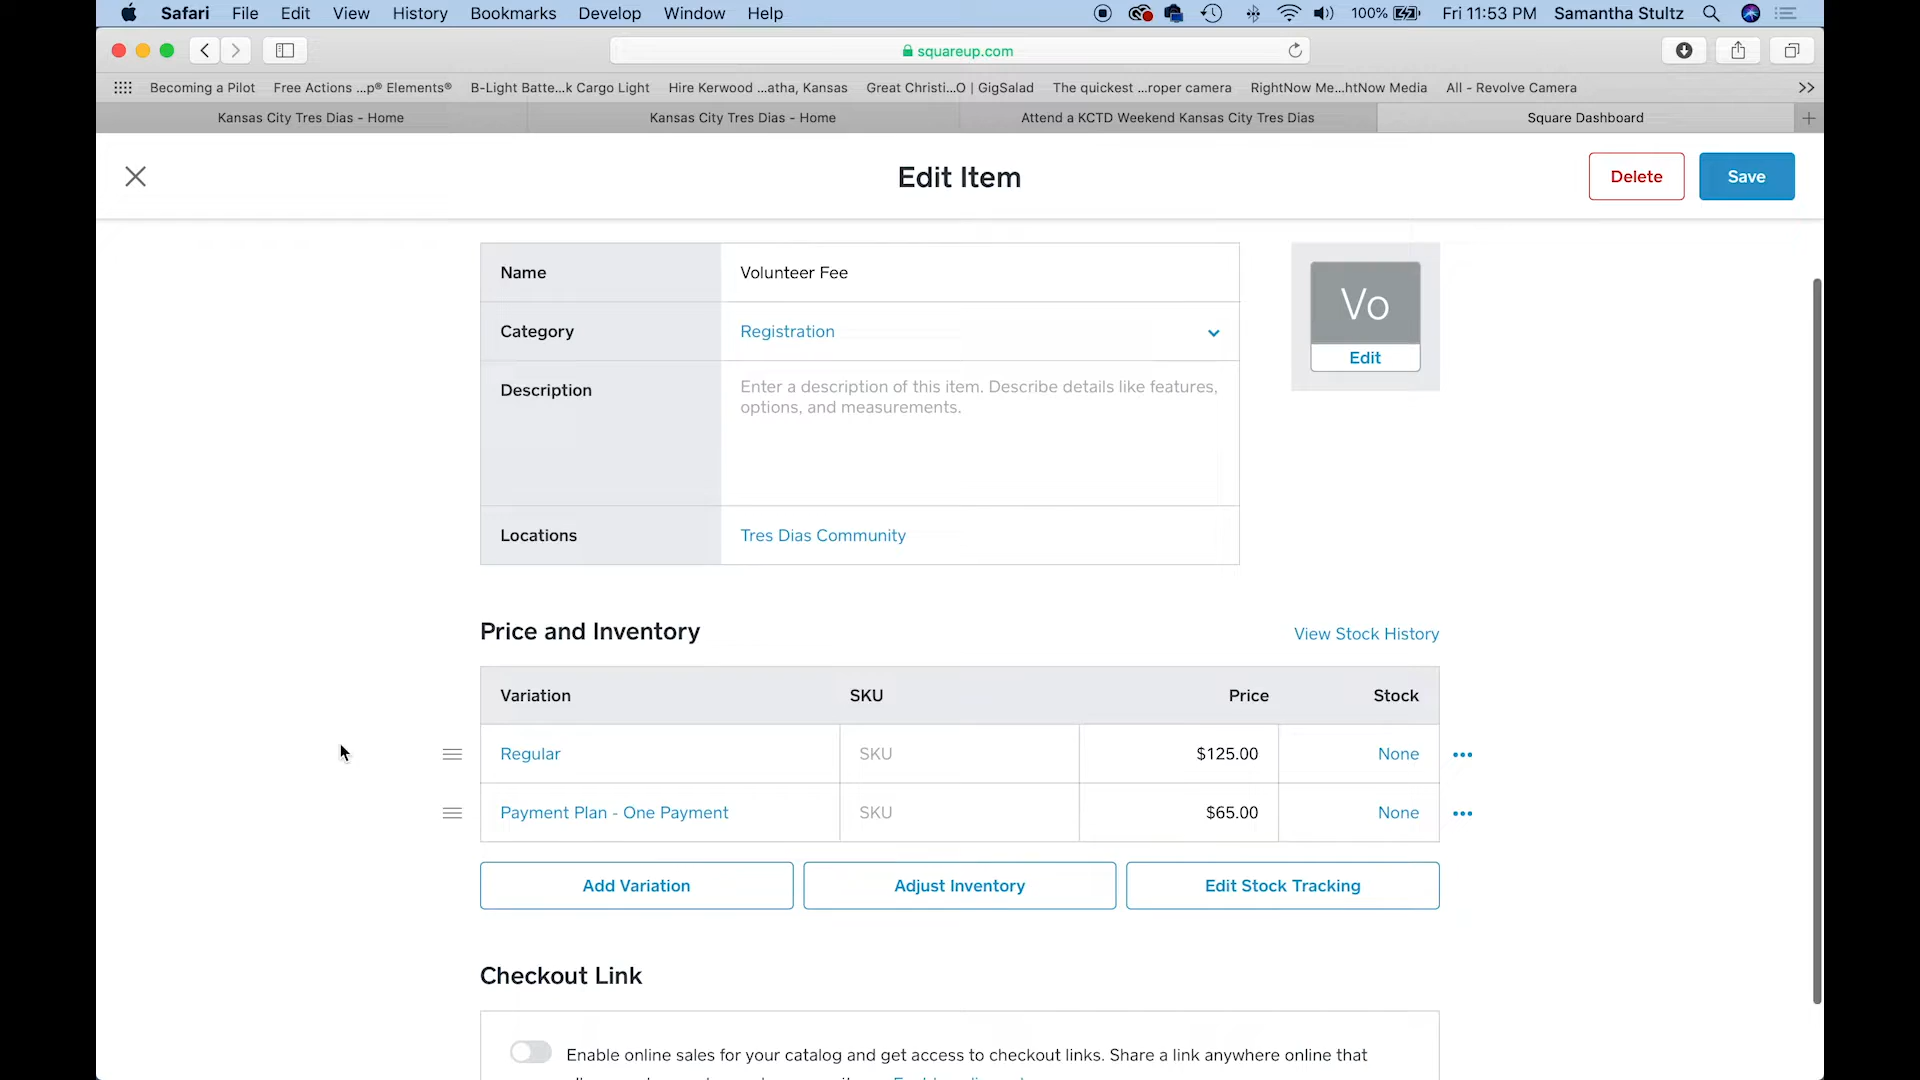 Safari File Edit View History Bookmarks Develop Window Help 100% Fri 11:53 PM Samantha Stultz
squareup.com
Becoming a Pilot Free Actions ...p® Elements® B-Light Batte...k Cargo Light Hire Kerwood ...atha, Kansas Great Christi...O | GigSalad The quickest ...roper camera RightNow Me...htNow Media All - Revolve Camera
Kansas City Tres Dias - Home Kansas City Tres Dias - Home Attend a KCTD Weekend Kansas City Tres Dias Square Dashboard
Edit Item Delete Save
Name Volunteer Fee
Vo
Category Registration
Edit
Description Enter a description of this item. Describe details like features,
options, and measurements.
Locations Tres Dias Community
Price and Inventory View Stock History
Variation SKU Price Stock
Regular SKU $125.00 None
Payment Plan - One Payment SKU $65.00 None
Add Variation Adjust Inventory Edit Stock Tracking
Checkout Link
Enable online sales for your catalog and get access to checkout links. Share a link anywhere online that